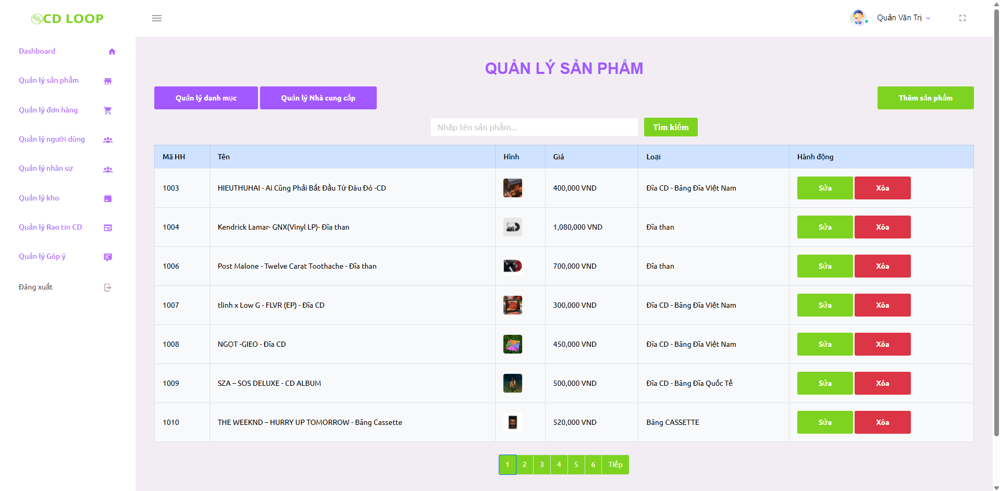 CD LOOP
Quản Văn Trị
Dashboard
Quản lý sản phẩm
Quản lý đơn hàng
Quản lý người dùng
Quản lý nhân sự
Quản lý kho
Quản lý Rao tin CD
Quản lý Góp ý
Đăng xuất
QUẢN LÝ SẢN PHẨM
Quản lý danh mục Quản lý Nhà cung cấp Thêm sản phẩm
Nhập tên sản phẩm... Tìm kiếm
Mã HH Tên Hình Giá Loại Hành động
1003 HIEUTHUHAI - Ai Cũng Phải Bắt Đầu Từ Đâu Đó -CD 400,000 VND Đĩa CD - Băng Đĩa Việt Nam Sửa Xóa
1004 Kendrick Lamar- GNX(Vinyl LP)- Đĩa than 1,080,000 VND Đĩa than Sửa Xóa
1006 Post Malone - Twelve Carat Toothache - Đĩa than 700,000 VND Đĩa than Sửa Xóa
1007 tlinh x Low G - FLVR (EP) - Đĩa CD 300,000 VND Đĩa CD - Băng Đĩa Việt Nam Sửa Xóa
1008 NGỌT -GIEO - Đĩa CD 450,000 VND Đĩa CD - Băng Đĩa Việt Nam Sửa Xóa
1009 SZA – SOS DELUXE - CD ALBUM 500,000 VND Đĩa CD - Băng Đĩa Quốc Tế Sửa Xóa
1010 THE WEEKND – HURRY UP TOMORROW - Băng Cassette 520,000 VND Băng CASSETTE Sửa Xóa
1 2 3 4 5 6 Tiếp